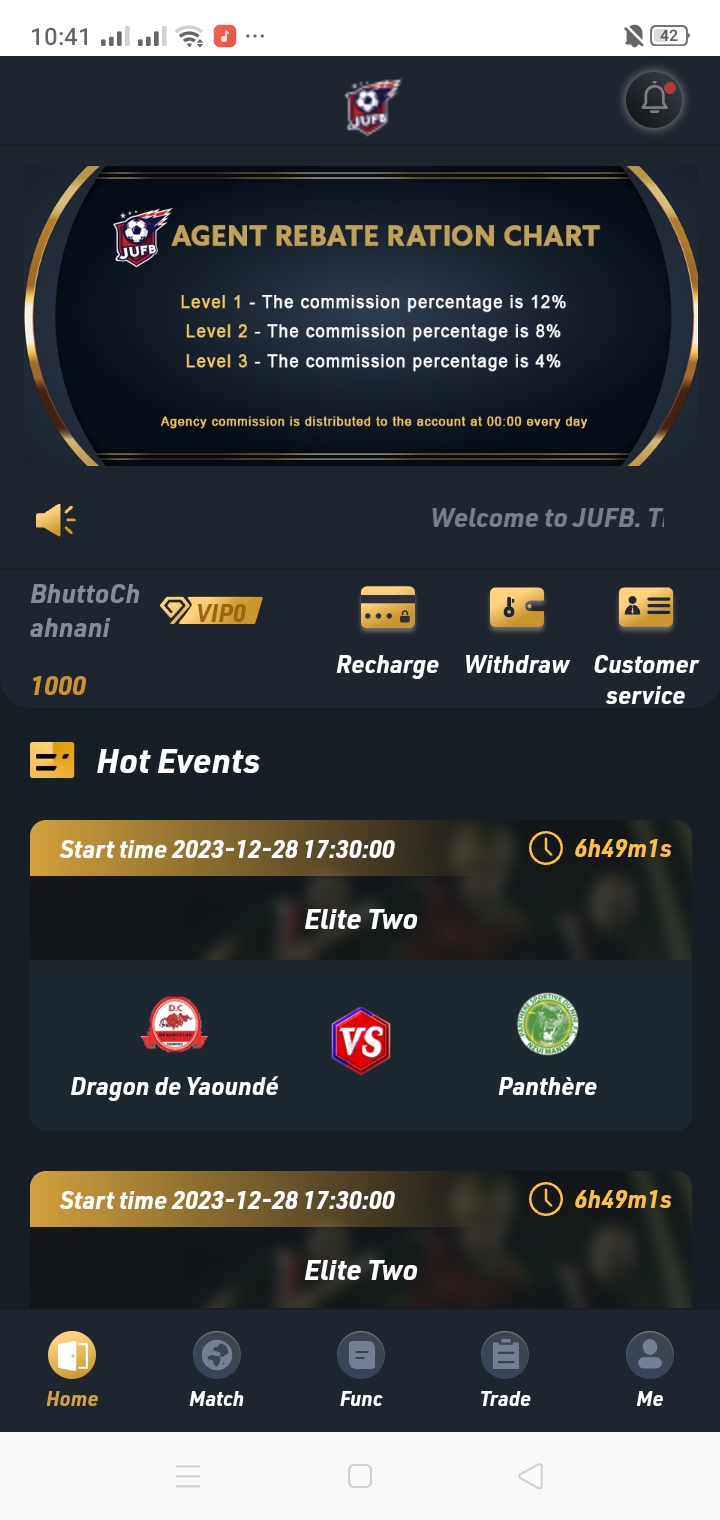 10:41
42
JUFB
JUFB
AGENT REBATE RATION CHART
Level 1 - The commission percentage is 12%
Level 2 - The commission percentage is 8%
Level 3 - The commission percentage is 4%
Agency commission is distributed to the account at 00:00 every day
Welcome to JUFB.
BhuttoCh
ahnani
VIP0
1000
Recharge
Withdraw
Customer
service
Hot Events
Start time 2023-12-28 17:30:00
6h49m1s
Elite Two
D.C
VS
Dragon de Yaoundé
Panthère
Start time 2023-12-28 17:30:00
6h49m1s
Elite Two
Home
Match
Func
Trade
Me